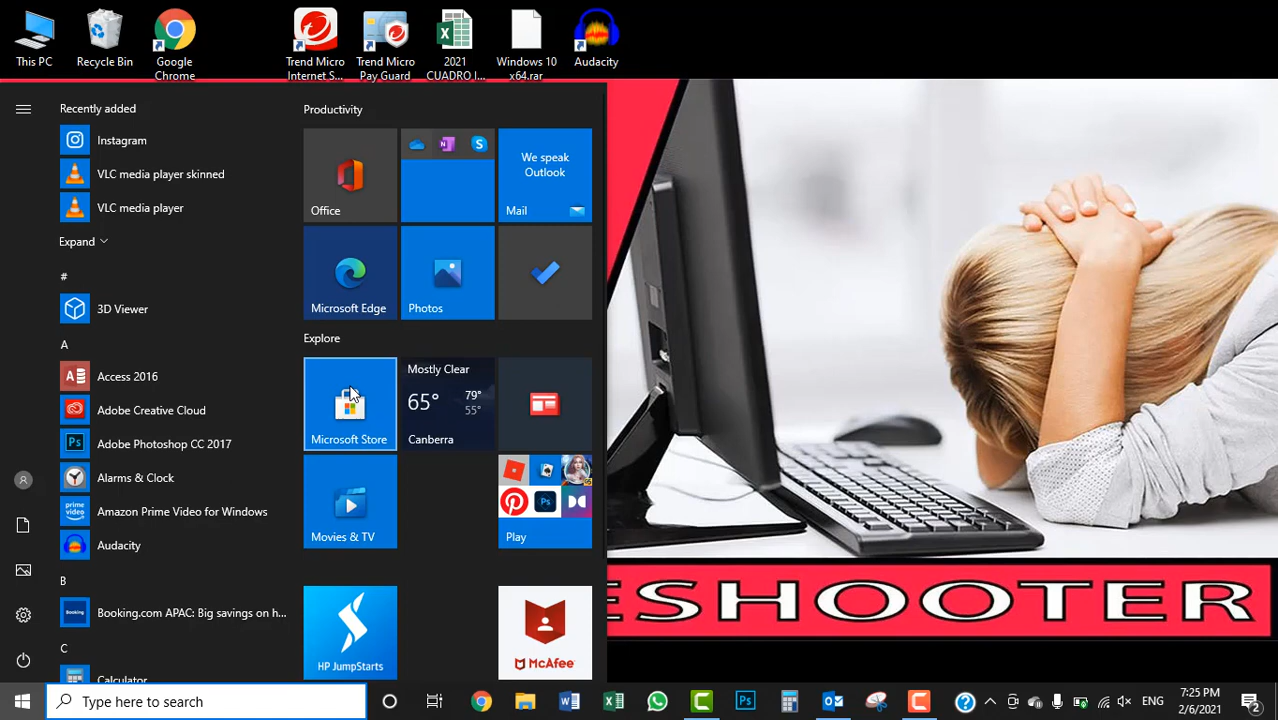 This PC
Recycle Bin
Google
Chrome
Trend Micro
Internet S...
Trend Micro
Pay Guard
2021
CUADRO I...
Windows 10
x64.rar
Audacity
Recently added
Instagram
VLC media player skinned
VLC media player
Expand
#
3D Viewer
A
Access 2016
Adobe Creative Cloud
Adobe Photoshop CC 2017
Alarms & Clock
Amazon Prime Video for Windows
Audacity
B
Booking.com APAC: Big savings on h...
C
Calculator
Productivity
Office
We speak
Outlook
Mail
Microsoft Edge
Photos
Explore
Microsoft Store
Mostly Clear
65° 79°
55°
Canberra
Movies & TV
Play
HP JumpStarts
McAfee
ESHOOTER
Type here to search
ENG
7:25 PM
2/6/2021
2